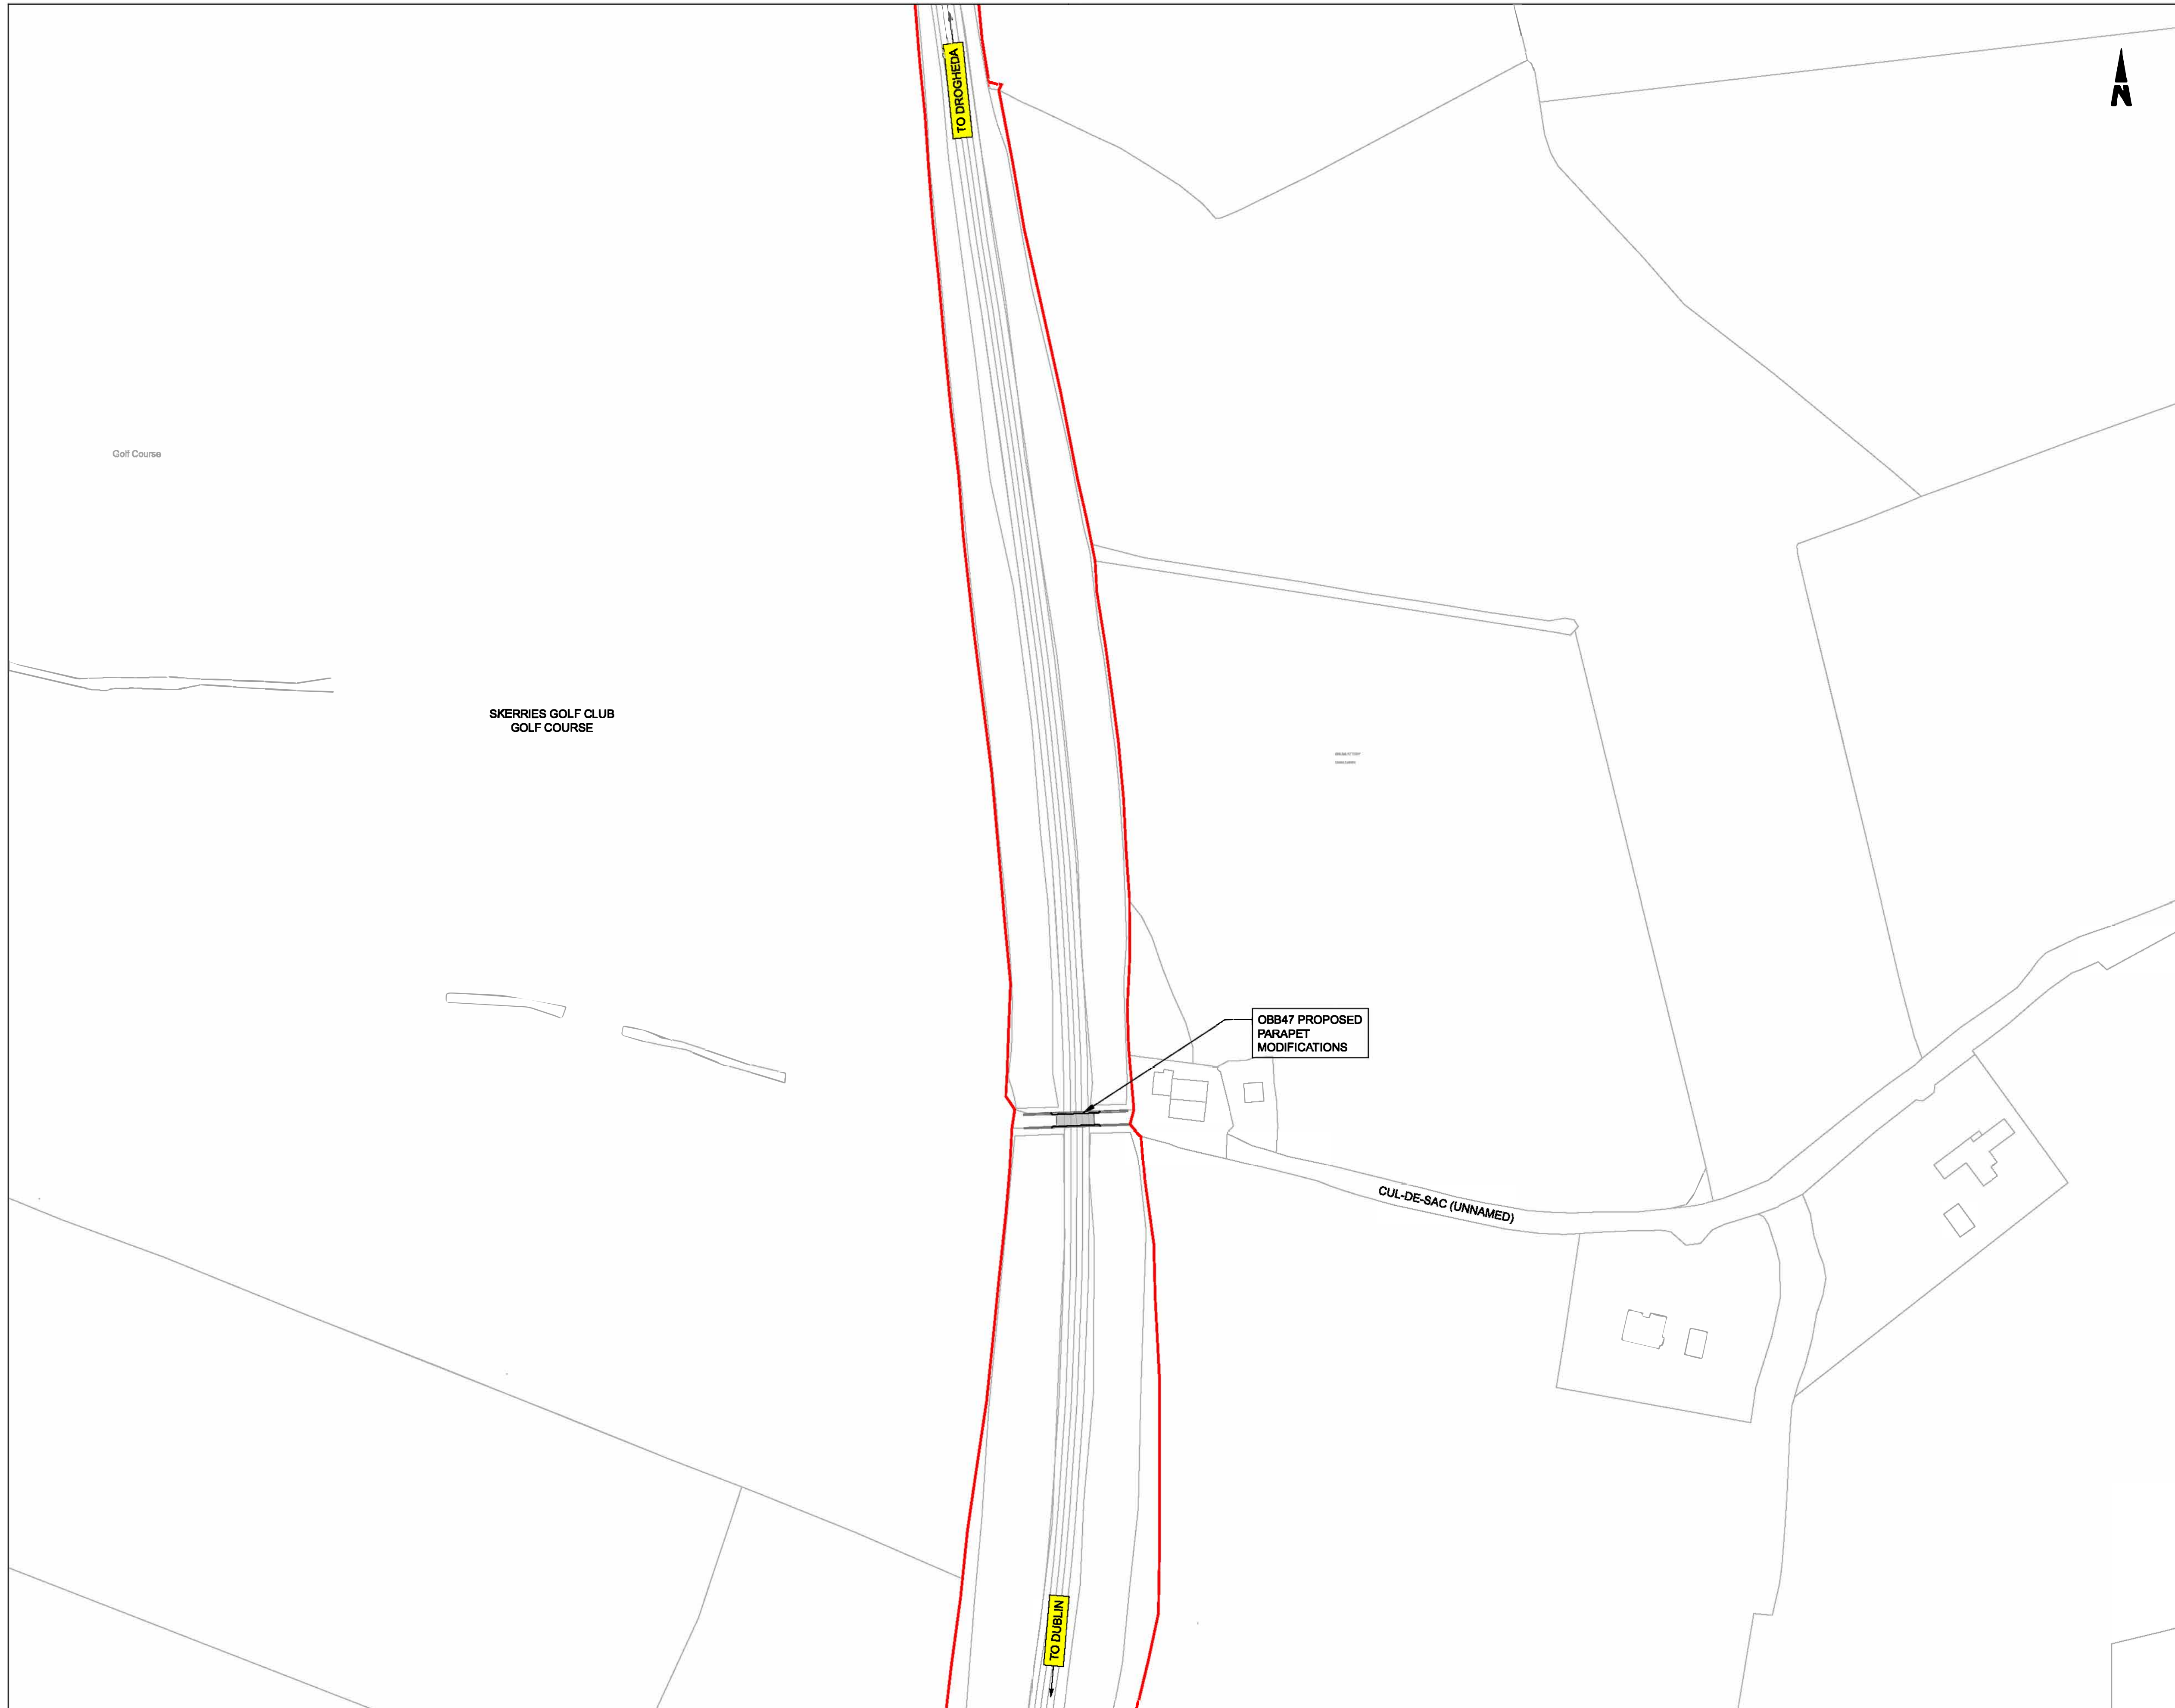 TO DROGHEDA
N
Golf Course
SKERRIES GOLF CLUB
GOLF COURSE
OBB47 PROPOSED
PARAPET
MODIFICATIONS
CUL-DE-SAC (UNNAMED)
TO DUBLIN